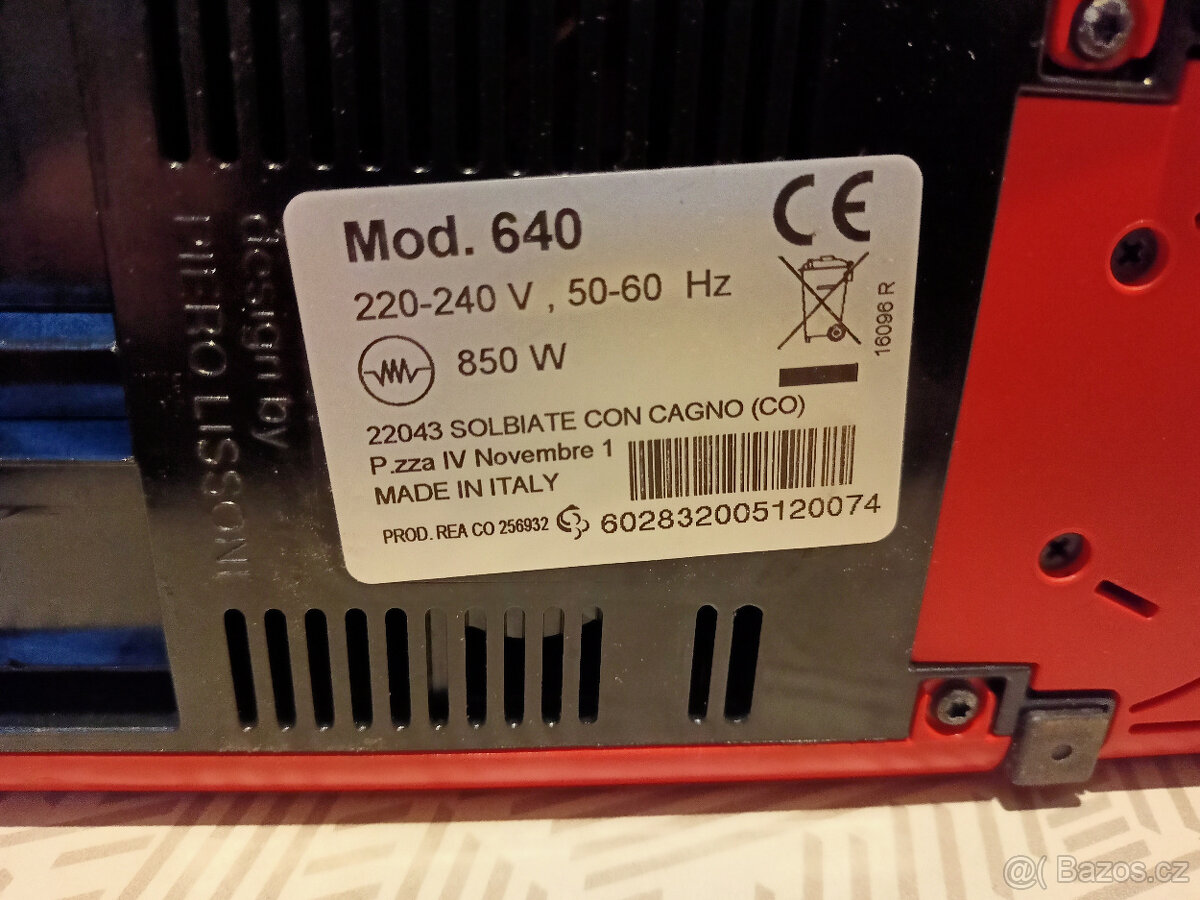 Mod. 640
CE
220-240 V , 50-60 Hz
850 W
16096 R
22043 SOLBIATE CON CAGNO (CO)
P.zza IV Novembre 1
MADE IN ITALY
PROD. REA CO 256932
602832005120074
design by
PIERO LISSONI
@( Bazos.cz